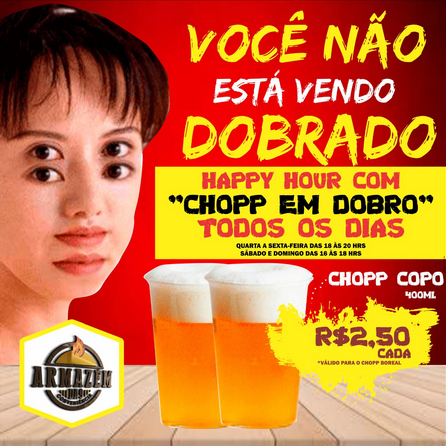 VOCÊ NÃO
ESTÁ VENDO
DOBRADO
HAPPY HOUR COM
"CHOPP EM DOBRO"
TODOS OS DIAS
QUARTA A SEXTA-FEIRA DAS 18 ÀS 20 HRS
SÁBADO E DOMINGO DAS 16 ÀS 18 HRS
CHOPP COPO
400ML
R$2,50
CADA
*VÁLIDO PARA O CHOPP BOREAL
ARMAZÉM